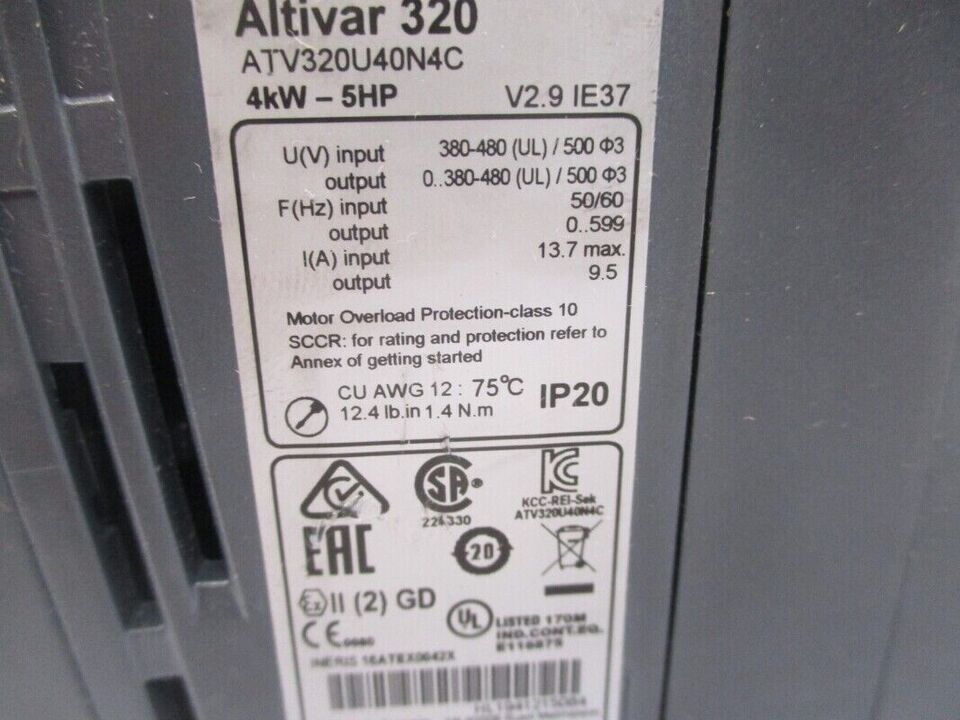 Altivar 320
ATV320U40N4C
4kW - 5HP V2.9 IE37
U(V) input 380-480 (UL) / 500 Φ3
output 0..380-480 (UL) / 500 Φ3
F(Hz) input 50/60
output 0..599
I(A) input 13.7 max.
output 9.5
Motor Overload Protection-class 10
SCCR: for rating and protection refer to
Annex of getting started
CU AWG 12 : 75°C IP20
12.4 lb.in 1.4 N.m
SA ®
KCC-REI-Sek
ATV320U40N4C
EAC
20
Ex II (2) GD
UL LISTED 170M
IND.CONT.EQ.
E116875
CE
INERIS